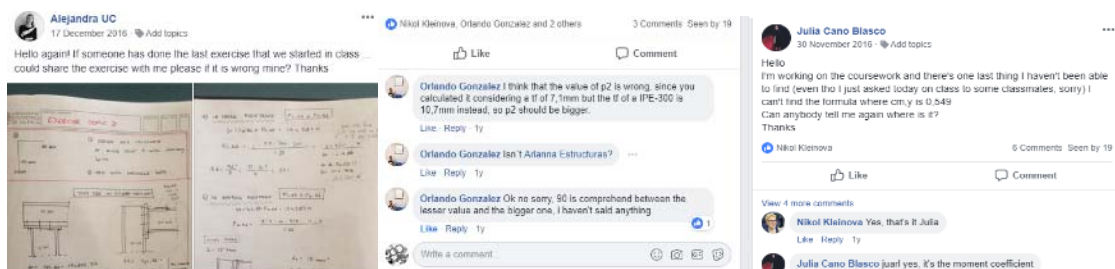 Alejandra UC
17 December 2016 · Add topics
Hello again! If someone has done the last exercise that we started in class ...
could share the exercise with me please if it is wrong mine? Thanks
EXERCISE TOPIC 2
Nikol Kleinova, Orlando Gonzalez and 2 others
3 Comments Seen by 19
Like
Comment
Orlando Gonzalez I think that the value of p2 is wrong, since you
calculated it considering a tf of 7,1mm but the tf of a IPE-300 is
10,7mm instead, so p2 should be bigger.
Like · Reply · 1y
Orlando Gonzalez Isn't Arianna Estructuras?
Like · Reply · 1y
Orlando Gonzalez Ok no sorry, 90 is comprehend between the
lesser value and the bigger one, I haven't said anything
1
Like Reply 1y
Write a comment
Julia Cano Blasco
30 November 2016 · Add topics
Hello
I'm working on the coursework and there's one last thing I haven't been able
to find (even tho I just asked today on class to some classmates, sorry) I
can't find the formula where cm,y is 0,549
Can anybody tell me again where is it?
Thanks
Nikol Kleinova
6 Comments Seen by 19
Like
Comment
View 4 more comments
Nikol Kleinova Yes, that's it Julia
Like Reply 1y
Julia Cano Blasco juarl yes, it's the moment coefficient